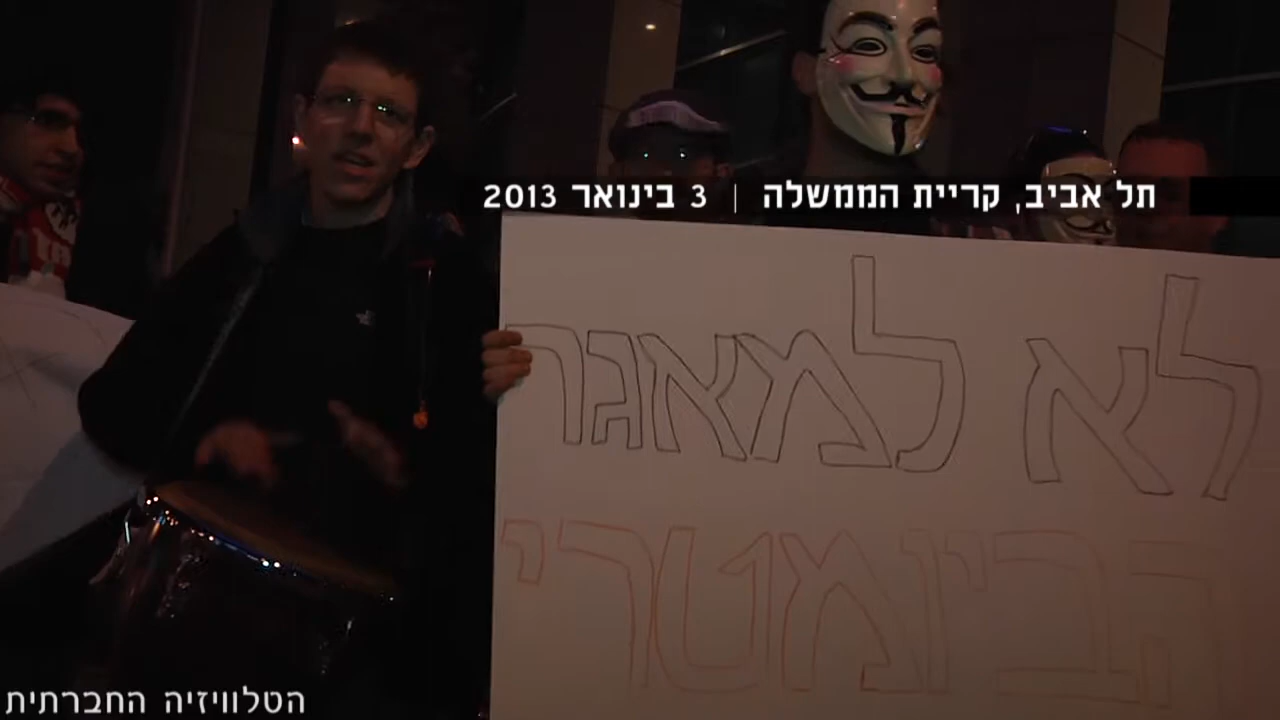 תל אביב, קריית הממשלה | 3 בינואר 2013
לא למאגר
הביומטרי
הטלוויזיה החברתית